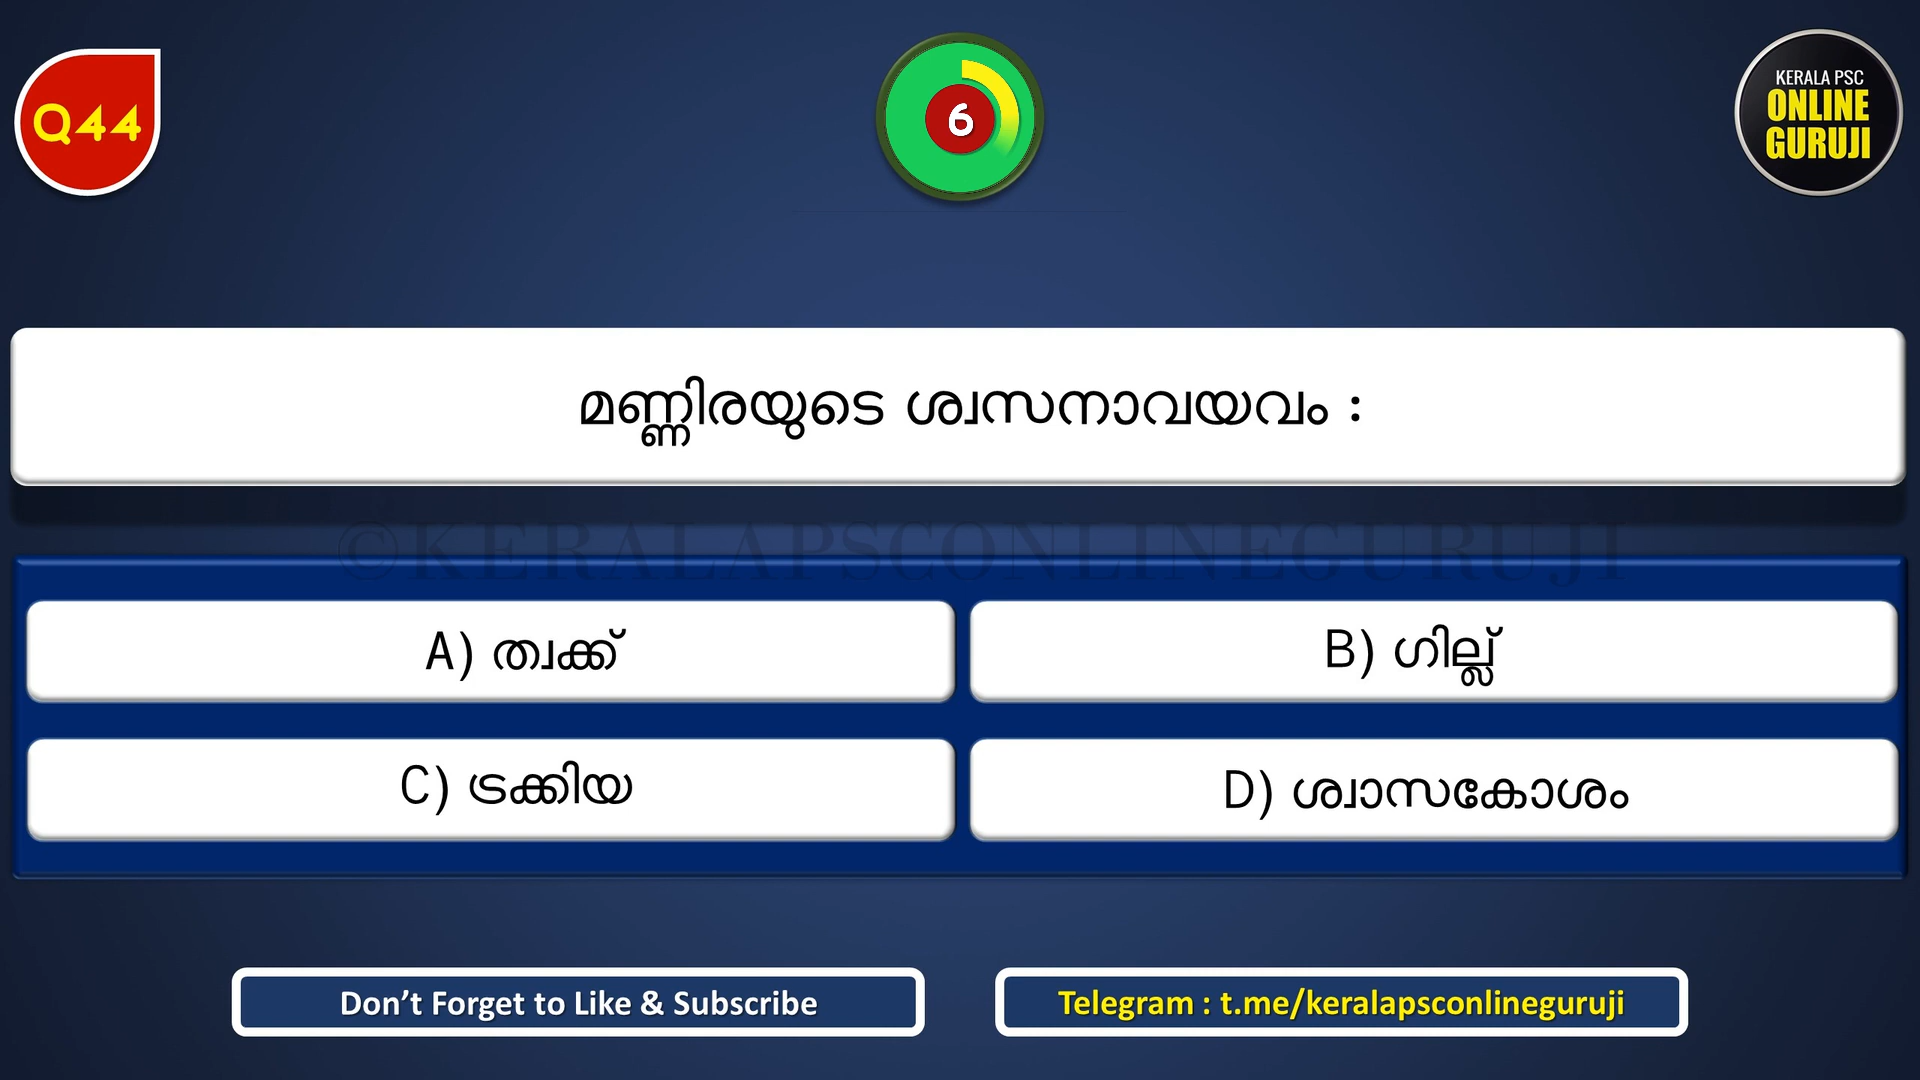 Q44
6
KERALA PSC
ONLINE
GURUJI
മണ്ണിരയുടെ ശ്വസനാവയവം :
©KERALAPSCONLINEGURUJI
A) ത്വക്ക്
B) ഗില്ല്
C) ട്രക്കിയ
D) ശ്വാസകോശം
Don’t Forget to Like & Subscribe
Telegram : t.me/keralapsconlineguruji